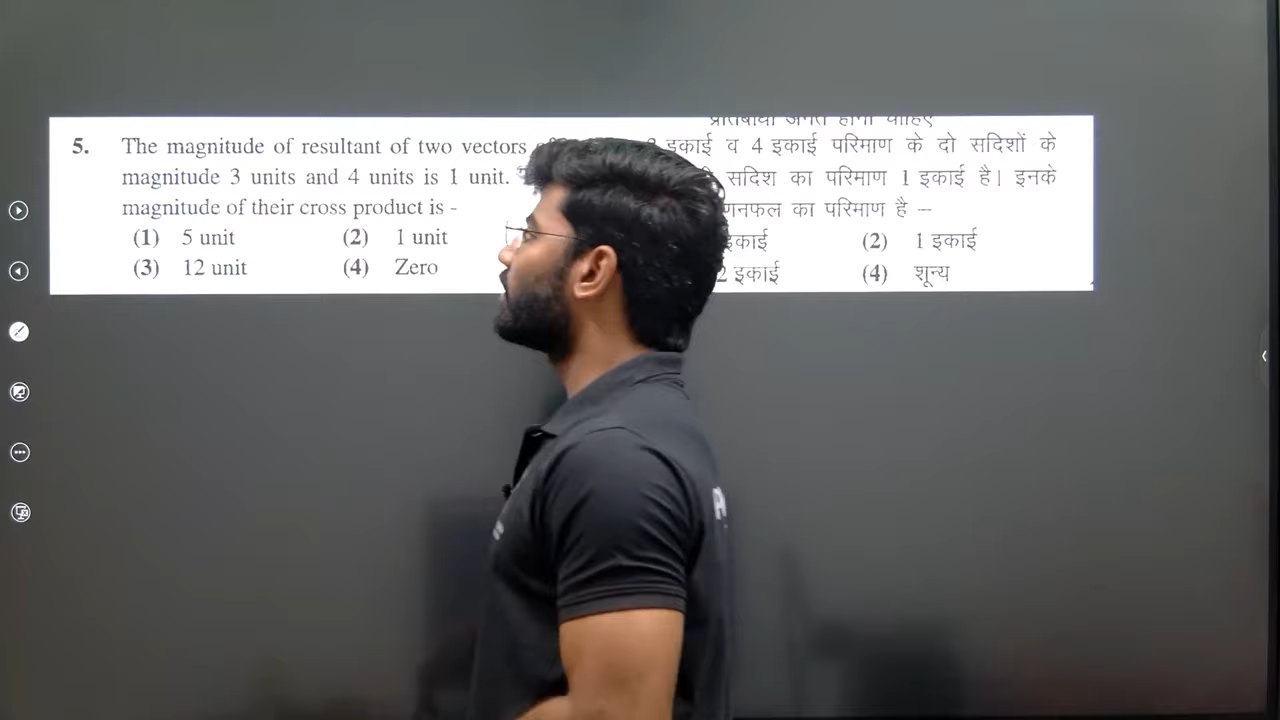 प्रतिबाधा अनंत होनी चाहिए
5. The magnitude of resultant of two vectors
इकाई व 4 इकाई परिमाण के दो सदिशों के
magnitude 3 units and 4 units is 1 unit.
सदिश का परिमाण 1 इकाई है। इनके
magnitude of their cross product is -
का परिमाण है –
(1) 5 unit (2) 1 unit
इकाई (2) 1 इकाई
(3) 12 unit (4) Zero
2 इकाई (4) शून्य